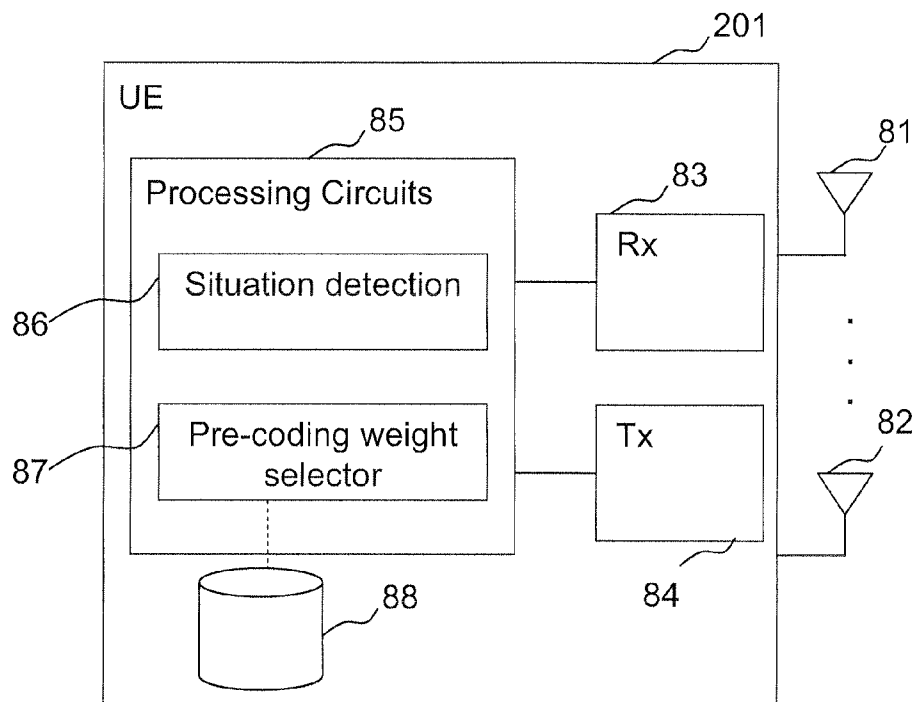 201
UE
85
81
Processing Circuits
83
Rx
Situation detection
86
Tx
82
Pre-coding weight
selector
87
84
88